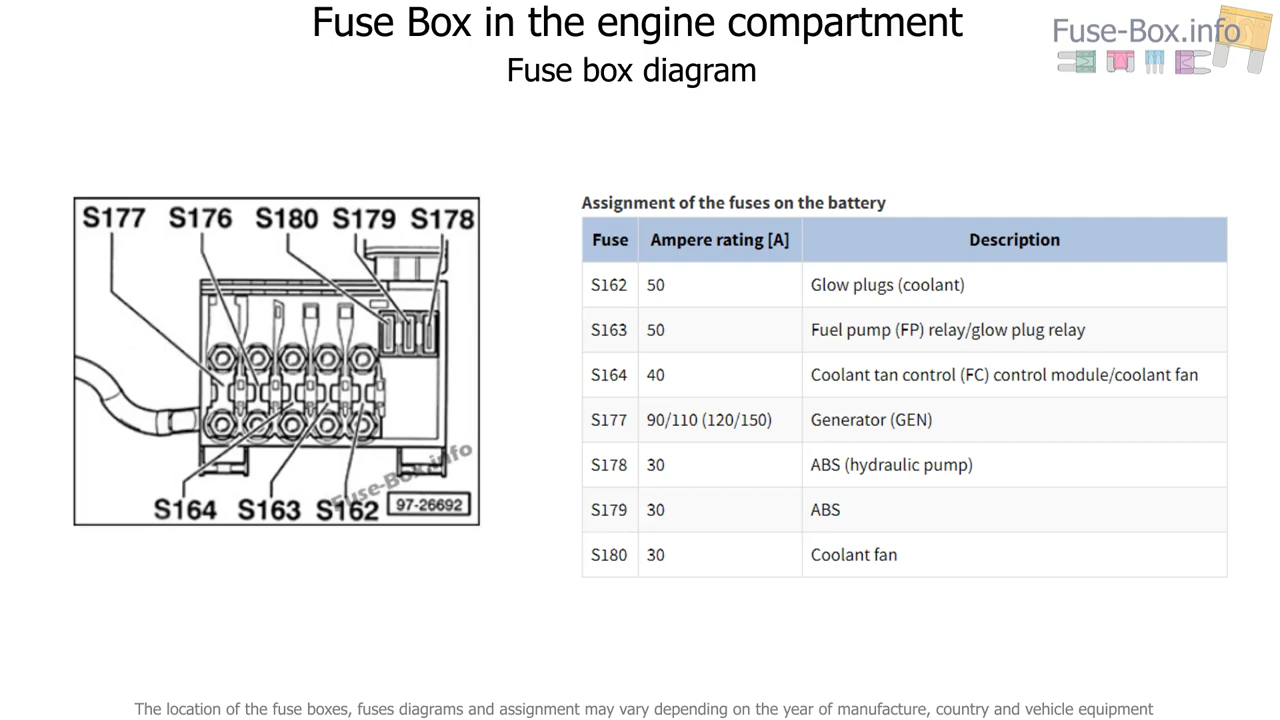 Fuse Box in the engine compartment
Fuse box diagram
Fuse-Box.info
S177 S176 S180 S179 S178
S164 S163 S162
97-26692
Fuse-Box.info
Assignment of the fuses on the battery
Fuse Ampere rating [A] Description
S162 50 Glow plugs (coolant)
S163 50 Fuel pump (FP) relay/glow plug relay
S164 40 Coolant tan control (FC) control module/coolant fan
S177 90/110 (120/150) Generator (GEN)
S178 30 ABS (hydraulic pump)
S179 30 ABS
S180 30 Coolant fan
The location of the fuse boxes, fuses diagrams and assignment may vary depending on the year of manufacture, country and vehicle equipment